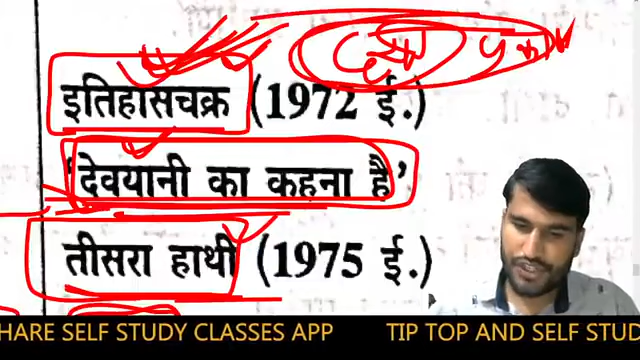 इतिहासचक्र (1972 ई.)
'देवयानी का कहना है'
तीसरा हाथी (1975 ई.)
HARE SELF STUDY CLASSES APP TIP TOP AND SELF STUD